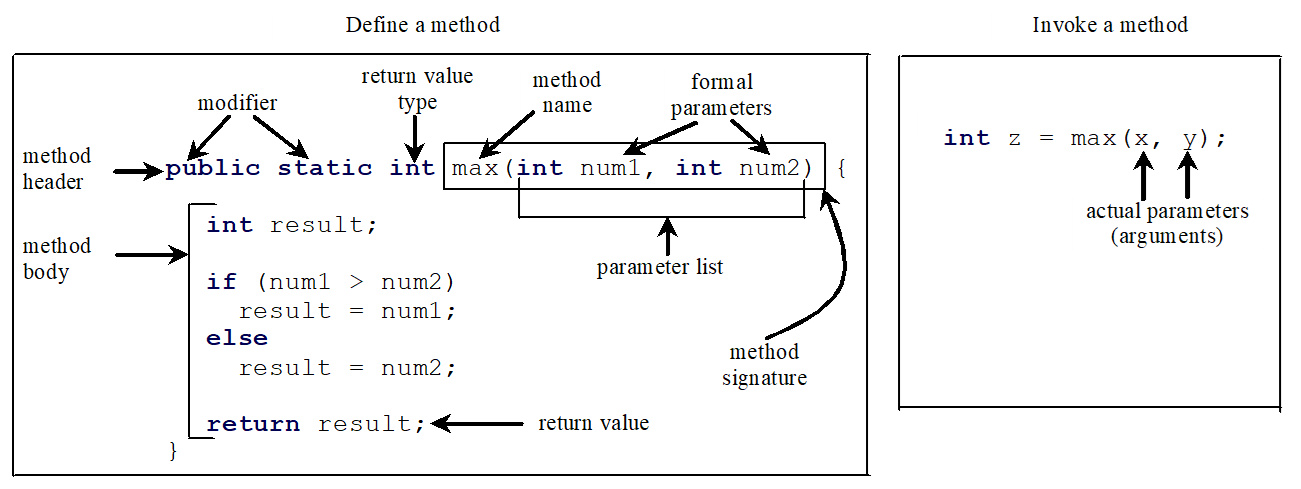 Define a method
return value
type
method
name
formal
parameters
modifier
method
header
public static int max(int num1, int num2) {
method
body
int result;
parameter list
if (num1 > num2)
result = num1;
else
result = num2;
method
signature
return result;
return value
}
Invoke a method
int z = max(x, y);
actual parameters
(arguments)